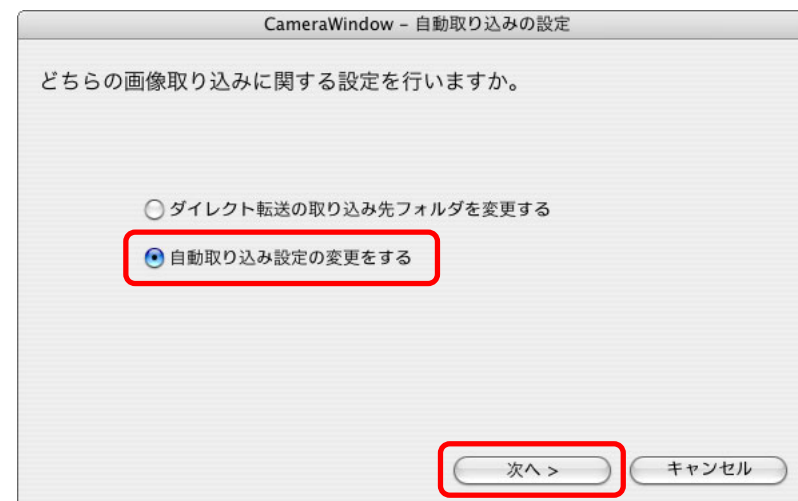 CameraWindow – 自動取り込みの設定
どちらの画像取り込みに関する設定を行いますか。
ダイレクト転送の取り込み先フォルダを変更する
自動取り込み設定の変更をする
次へ > キャンセル